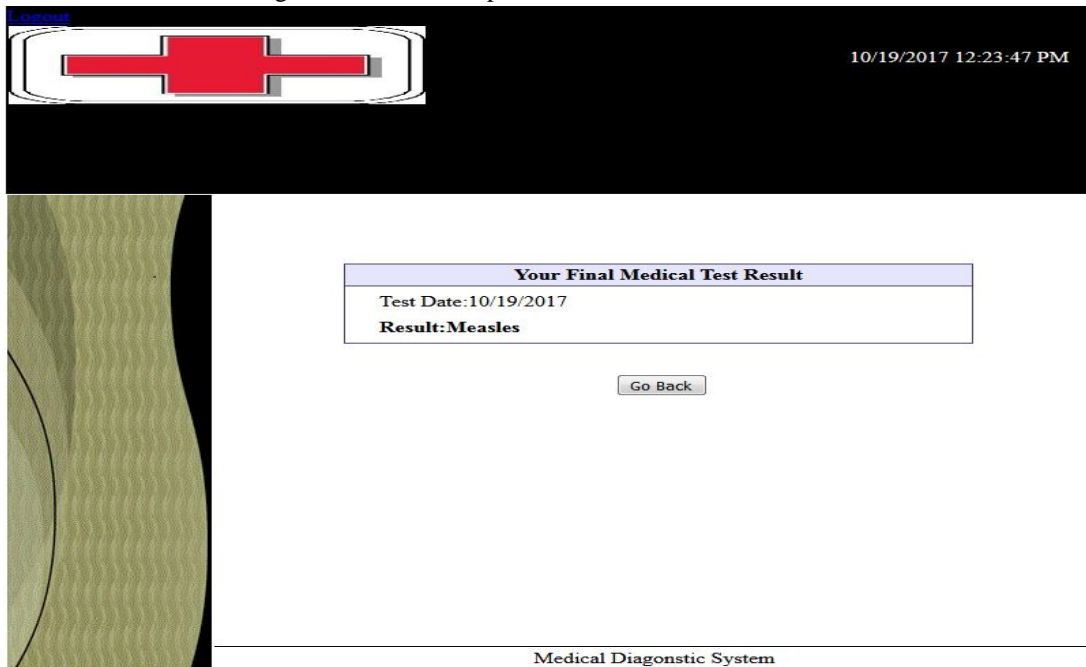 Logout
10/19/2017 12:23:47 PM
Your Final Medical Test Result
Test Date:10/19/2017
Result:Measles
Go Back
Medical Diagonstic System